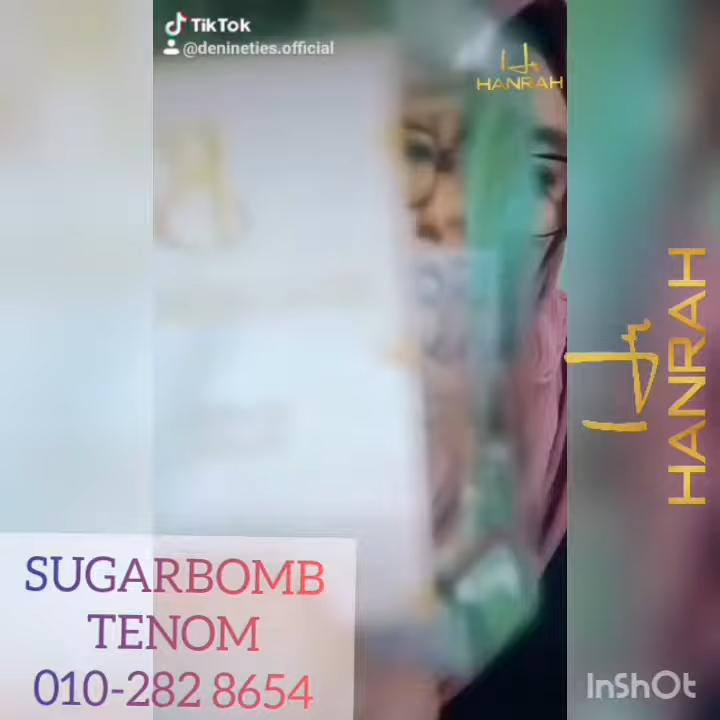 TikTok
@denineties.official
HANRAH
HANRAH
SUGARBOMB
TENOM
010-282 8654
InShOt